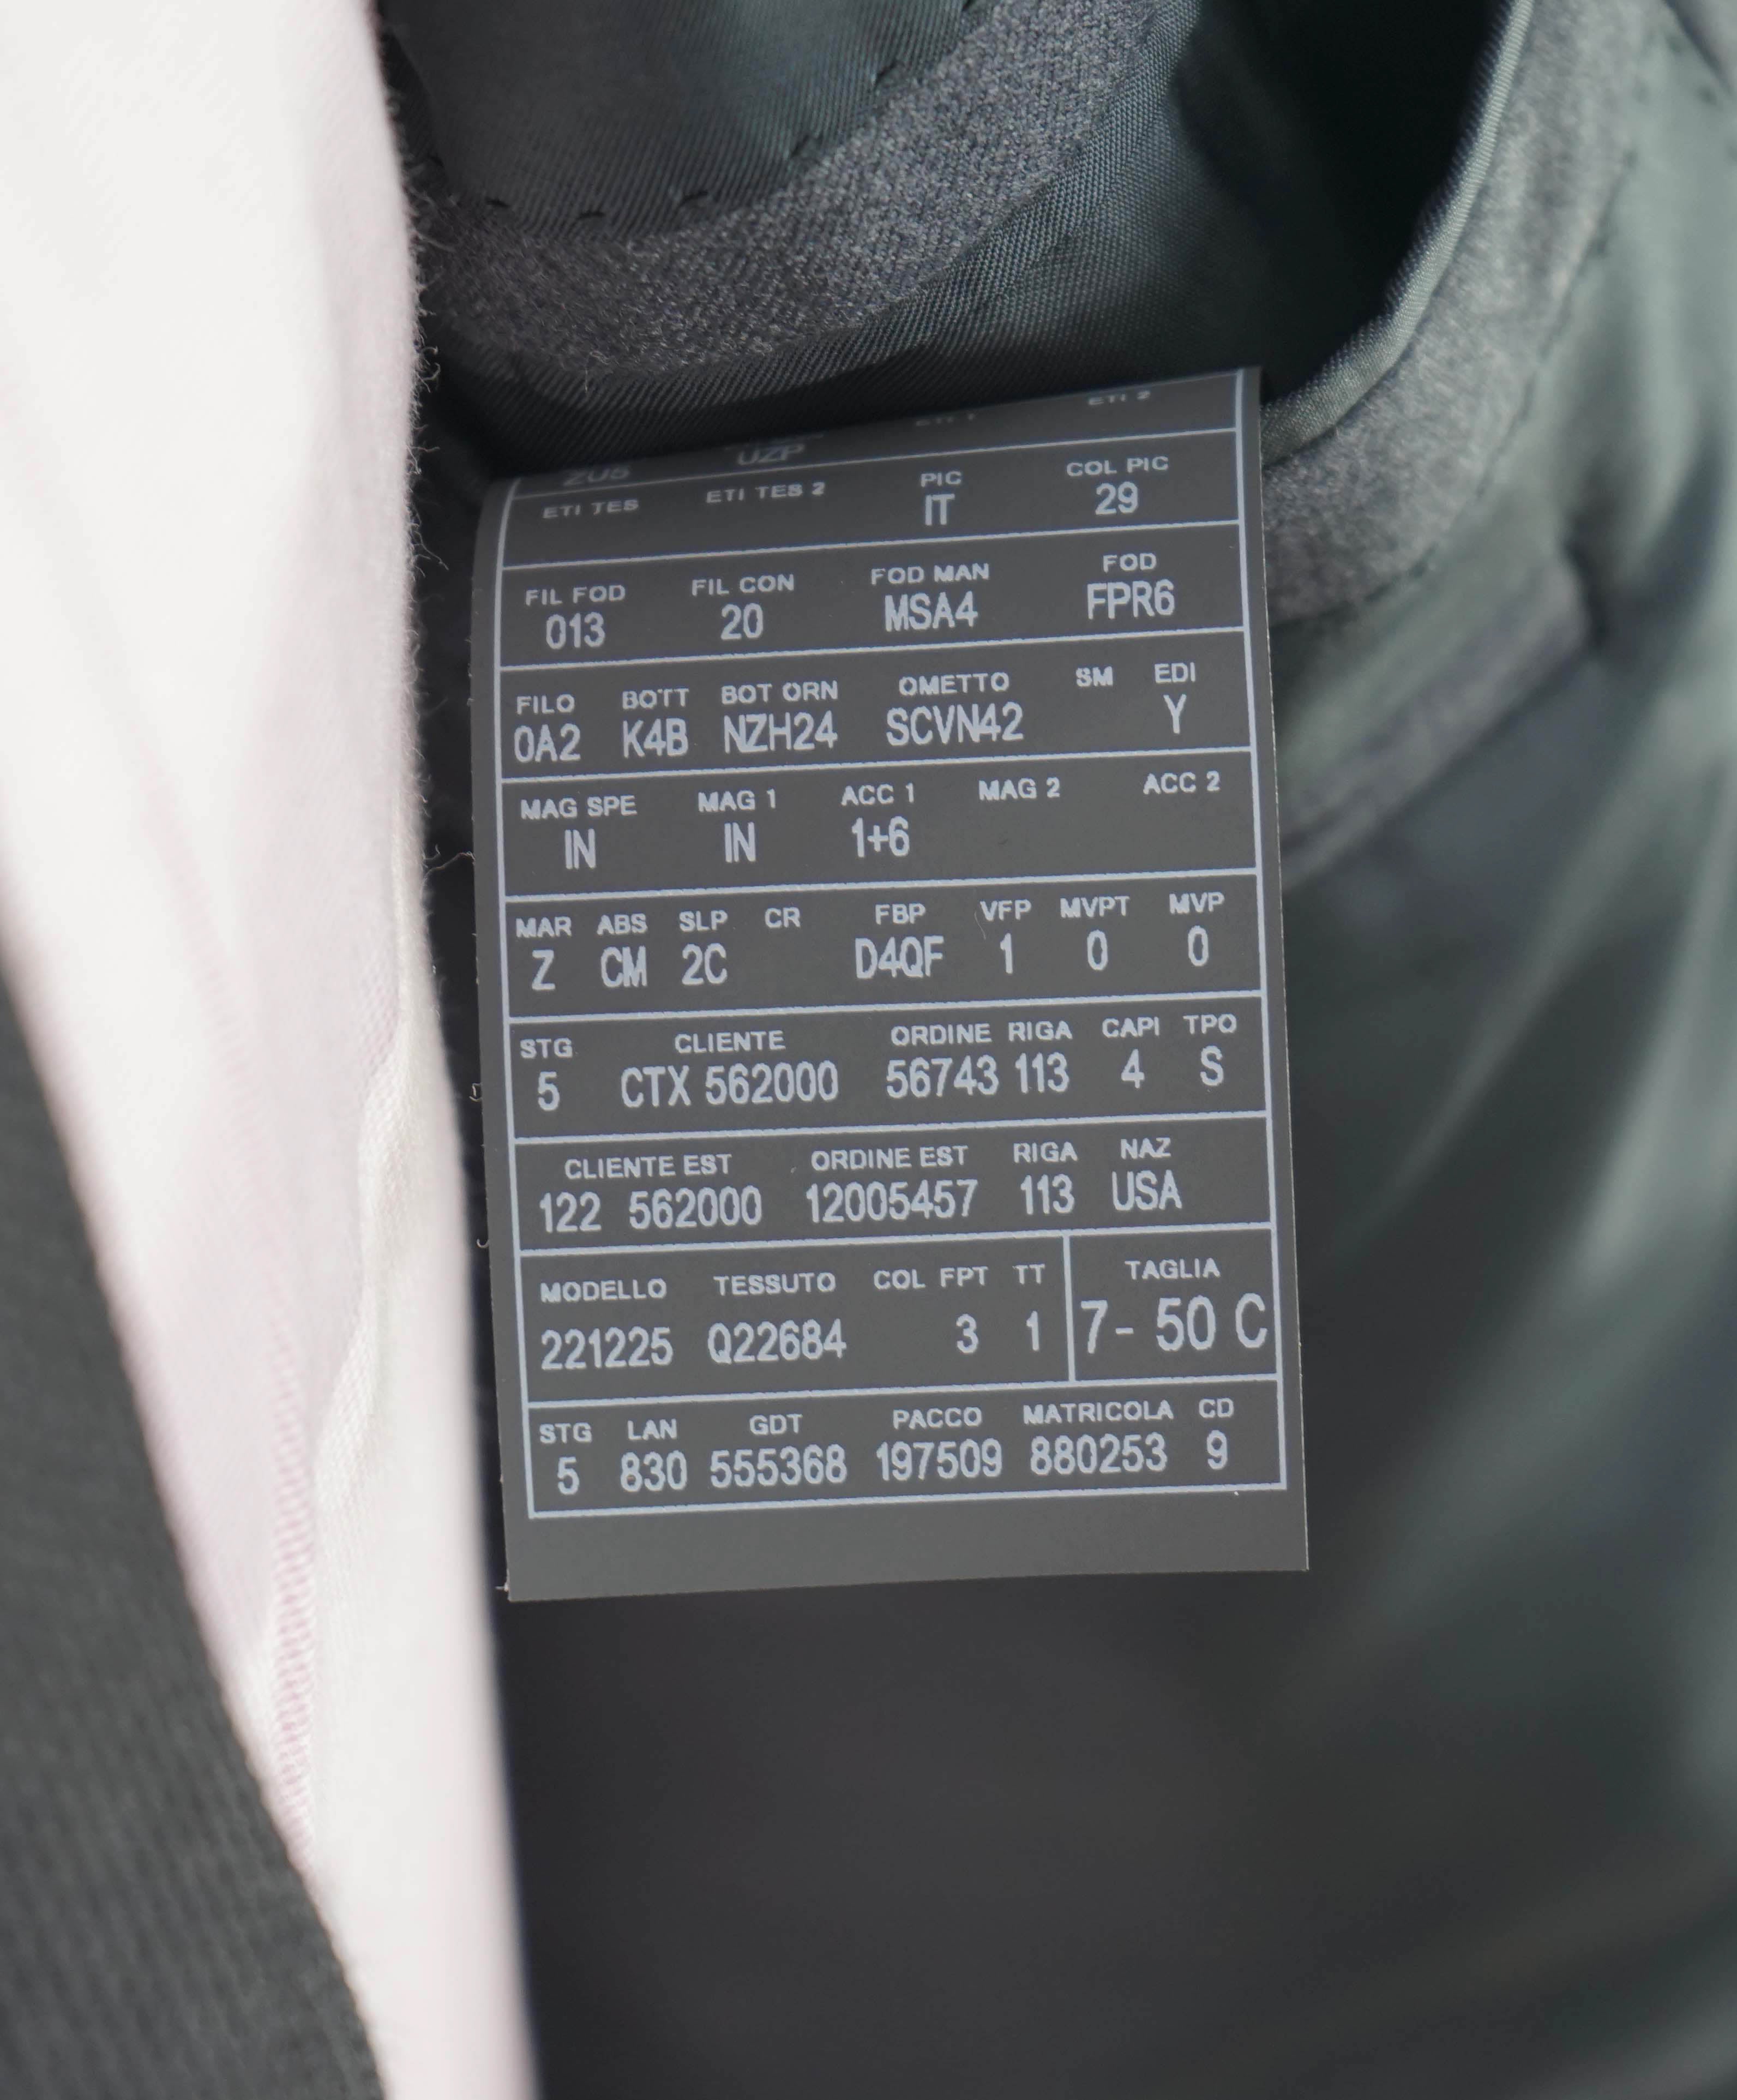 ETI 2
ZU5 UZP
ETI TES ETI TES 2 PIC COL PIC
IT 29
FIL FOD FIL CON FOD MAN FOD
013 20 MSA4 FPR6
FILO BOTT BOT ORN OMETTO SM EDI
0A2 K4B NZH24 SCVN42 Y
MAG SPE MAG 1 ACC 1 MAG 2 ACC 2
IN IN 1+6
MAR ABS SLP CR FBP VFP MVPT MVP
Z CM 2C D4QF 1 0 0
STG CLIENTE ORDINE RIGA CAPI TPO
5 CTX 562000 56743 113 4 S
CLIENTE EST ORDINE EST RIGA NAZ
122 562000 12005457 113 USA
MODELLO TESSUTO COL FPT TT TAGLIA
221225 Q22684 3 1 7- 50 C
STG LAN GDT PACCO MATRICOLA CD
5 830 555368 197509 880253 9